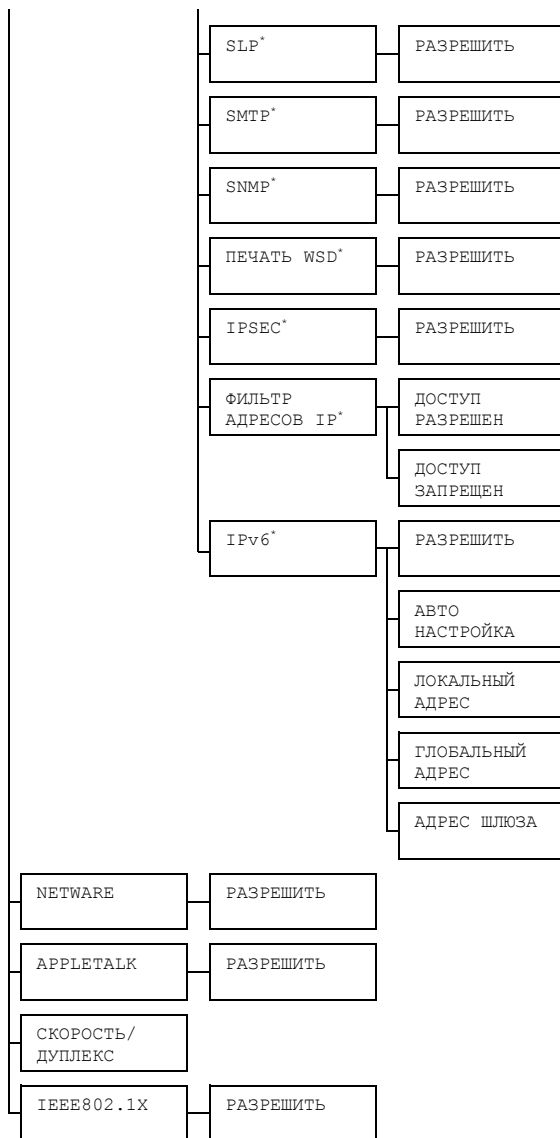 SLP*
РАЗРЕШИТЬ
SMTP*
РАЗРЕШИТЬ
SNMP*
РАЗРЕШИТЬ
ПЕЧАТЬ WSD*
РАЗРЕШИТЬ
IPSEC*
РАЗРЕШИТЬ
ФИЛЬТР
АДРЕСОВ IP*
ДОСТУП
РАЗРЕШЕН
ДОСТУП
ЗАПРЕЩЕН
IPv6*
РАЗРЕШИТЬ
АВТО
НАСТРОЙКА
ЛОКАЛЬНЫЙ
АДРЕС
ГЛОБАЛЬНЫЙ
АДРЕС
АДРЕС ШЛЮЗА
NETWARE
РАЗРЕШИТЬ
APPLETALK
РАЗРЕШИТЬ
СКОРОСТЬ/
ДУПЛЕКС
IEEE802.1X
РАЗРЕШИТЬ